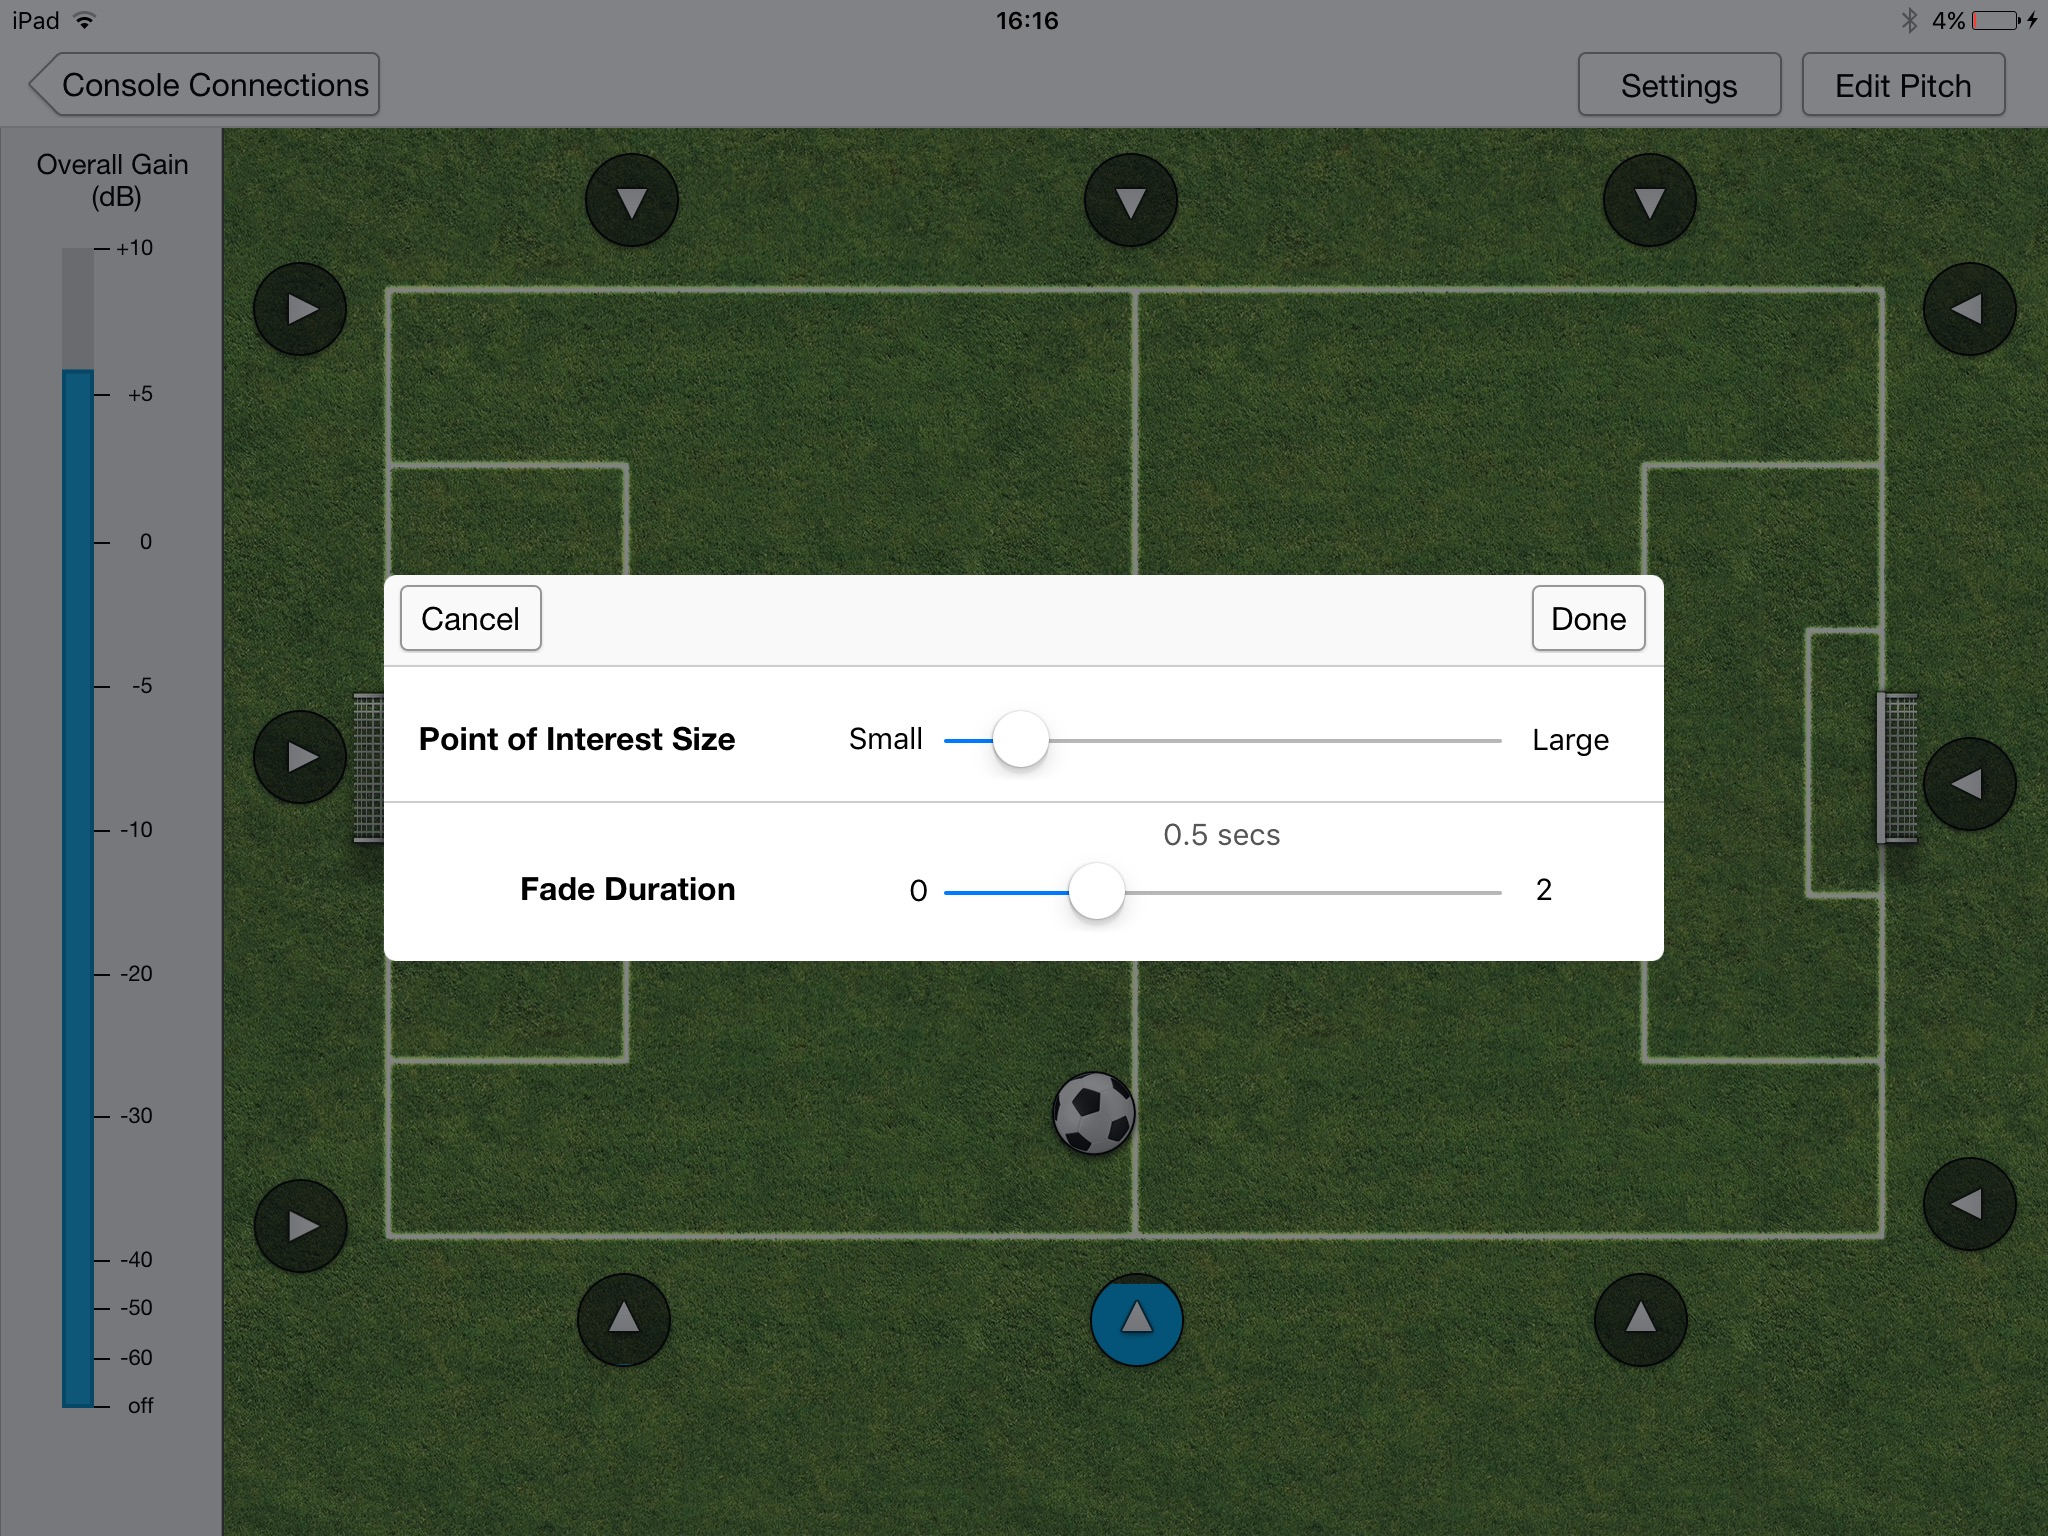 iPad
16:16
4%
Console Connections
Settings
Edit Pitch
Overall Gain
(dB)
+10
+5
0
-5
-10
-20
-30
-40
-50
-60
off
Cancel
Done
Point of Interest Size
Small
Large
0.5 secs
Fade Duration
0
2